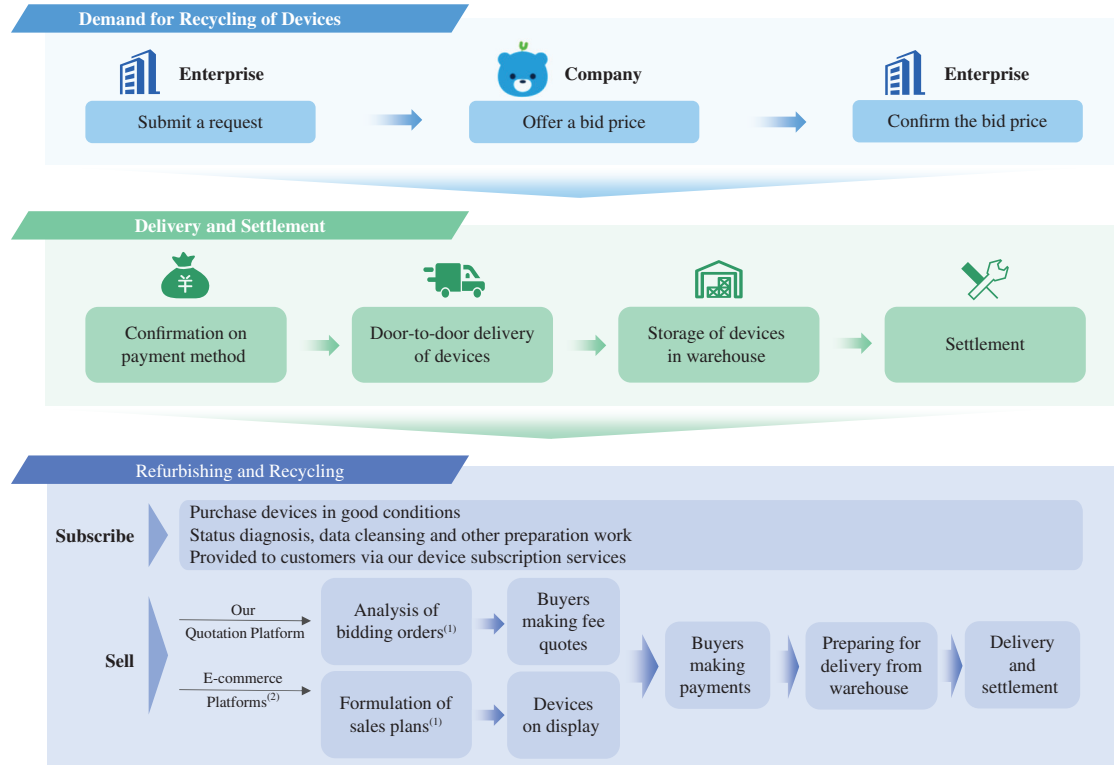 Demand for Recycling of Devices
Enterprise
Company
Enterprise
Submit a request
Offer a bid price
Confirm the bid price
Delivery and Settlement
Confirmation on
payment method
Door-to-door delivery
of devices
Storage of devices
in warehouse
Settlement
Refurbishing and Recycling
Subscribe
Purchase devices in good conditions
Status diagnosis, data cleansing and other preparation work
Provided to customers via our device subscription services
Sell
Our
Quotation Platform
Analysis of
bidding orders(1)
Buyers
making fee
quotes
E-commerce
Platforms(2)
Formulation of
sales plans(1)
Devices
on display
Buyers
making
payments
Preparing for
delivery from
warehouse
Delivery
and
settlement